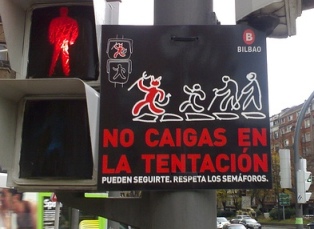 B
BILBAO
NO CAIGAS EN
LA TENTACIÓN
PUEDEN SEGUIRTE. RESPETA LOS SEMÁFOROS.